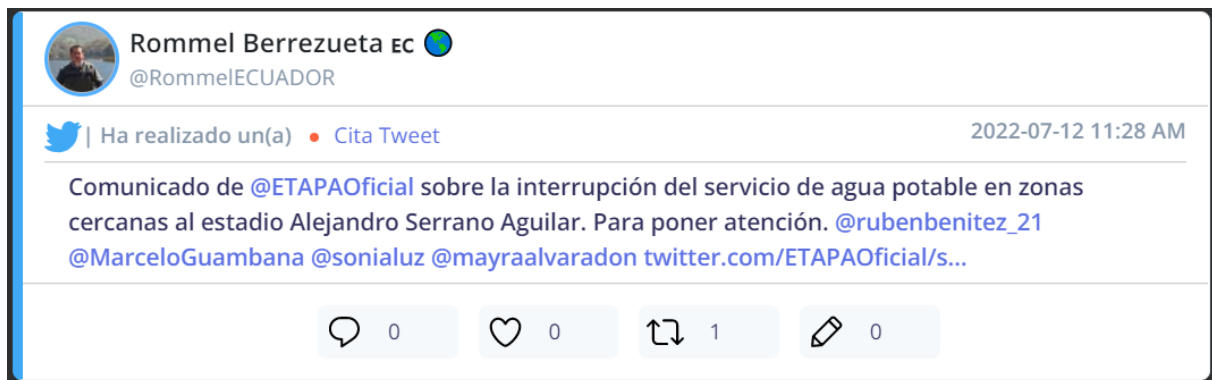 Rommel Berrezueta EC
@RommelECUADOR
| Ha realizado un(a) • Cita Tweet 2022-07-12 11:28 AM
Comunicado de @ETAPAOficial sobre la interrupción del servicio de agua potable en zonas
cercanas al estadio Alejandro Serrano Aguilar. Para poner atención. @rubenbenitez_21
@MarceloGuambana @sonialuz @mayraalvaradon twitter.com/ETAPAOficial/s...
0 0 1 0